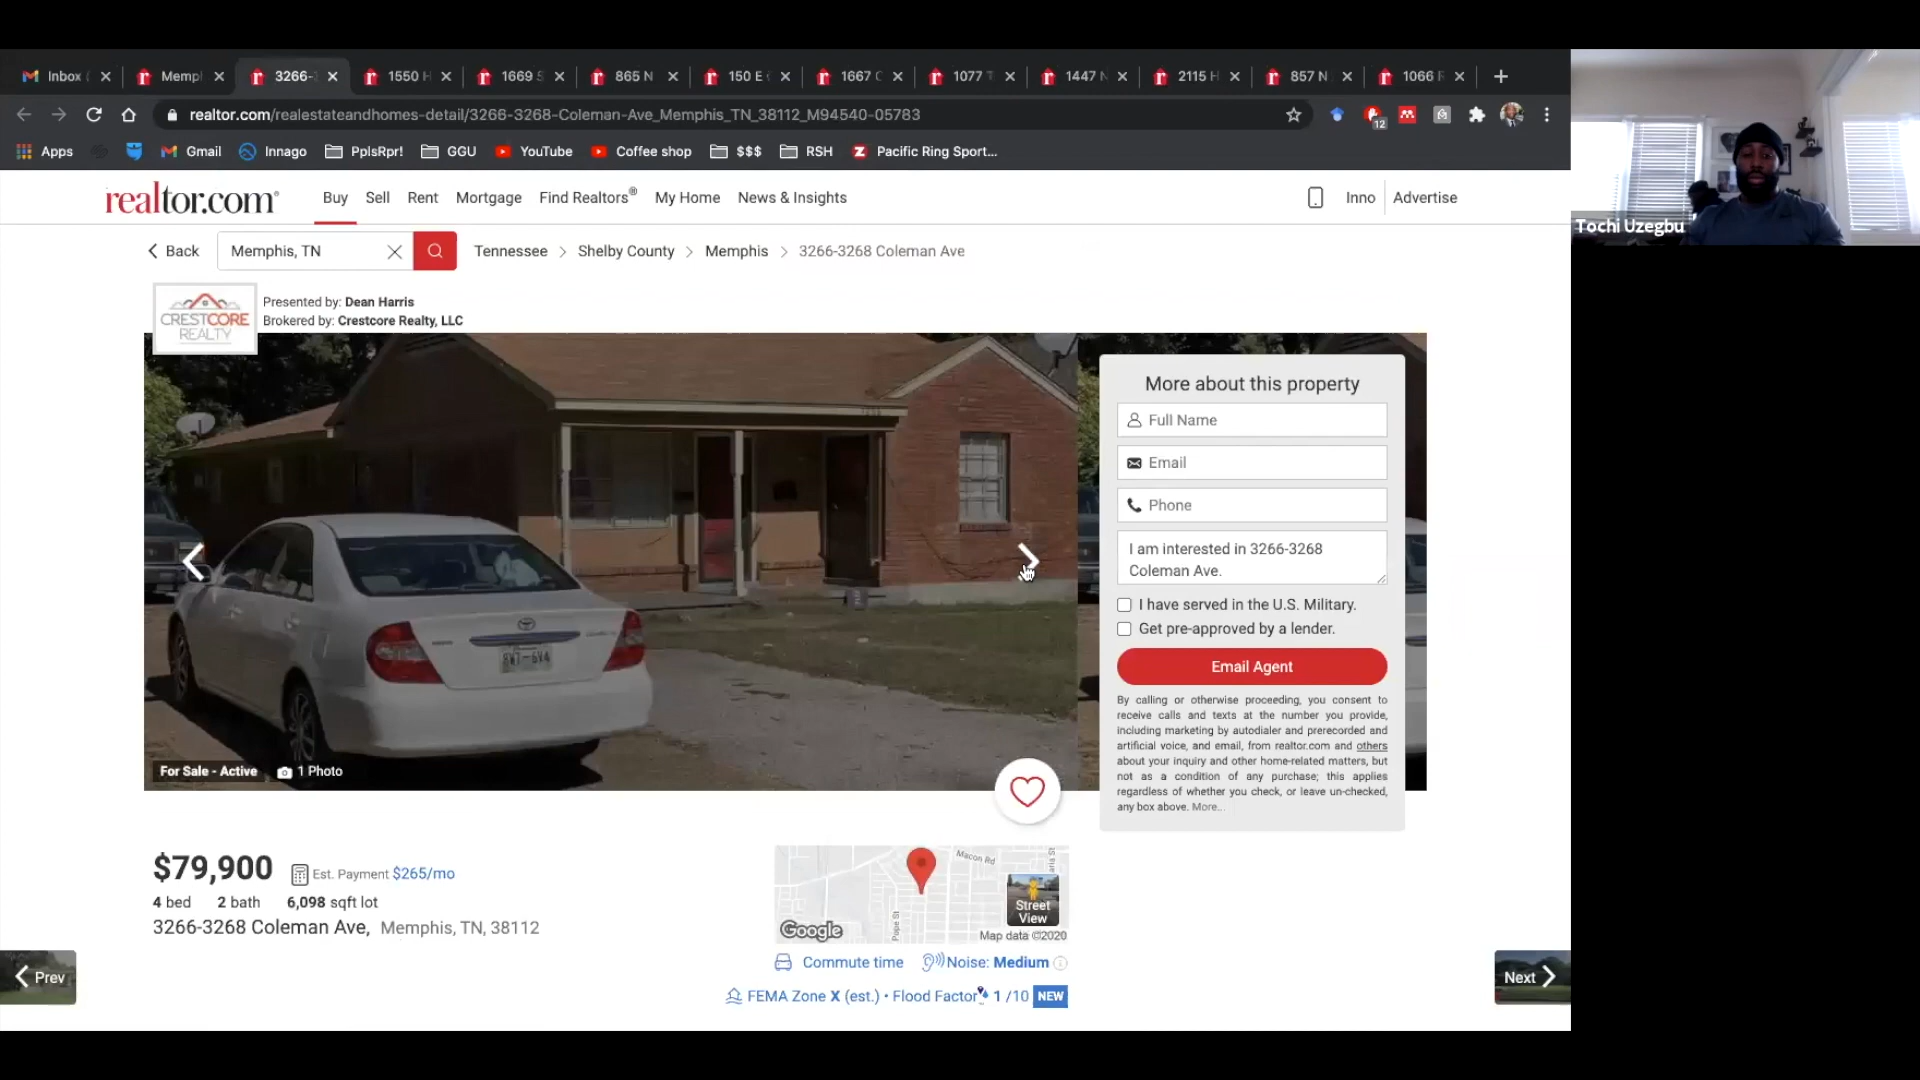 Inbox
Mempl
3266-
1550 H
1669 S
865 N
150 E
1667 C
1077
1447 N
2115 H
857 N
1066
realtor.com/realestateandhomes-detail/3266-3268-Coleman-Ave_Memphis_TN_38112_M94540-05783
12
Apps
Gmail
Innago
PplsRpr!
GGU
YouTube
Coffee shop
$$$
RSH
Pacific Ring Sport...
Tochi Uzegbu
realtor.com®
Buy
Sell
Rent
Mortgage
Find Realtors®
My Home
News & Insights
Inno
Advertise
Back
Memphis, TN
Tennessee
Shelby County
Memphis
3266-3268 Coleman Ave
CRESTCORE
REALTY
Presented by: Dean Harris
Brokered by: Crestcore Realty, LLC
More about this property
Full Name
Email
Phone
I am interested in 3266-3268
Coleman Ave.
I have served in the U.S. Military.
Get pre-approved by a lender.
Email Agent
By calling or otherwise proceeding, you consent to
receive calls and texts at the number you provide,
including marketing by autodialer and prerecorded and
artificial voice, and email, from realtor.com and others
about your inquiry and other home-related matters, but
not as a condition of any purchase; this applies
regardless of whether you check, or leave un-checked,
any box above. More...
For Sale - Active
1 Photo
$79,900
Est. Payment $265/mo
4 bed
2 bath
6,098 sqft lot
3266-3268 Coleman Ave, Memphis, TN, 38112
Macon Rd
Pope St
Street
View
Google
Map data ©2020
Commute time
Noise: Medium
FEMA Zone X (est.) • Flood Factor 1 /10 NEW
Prev
Next